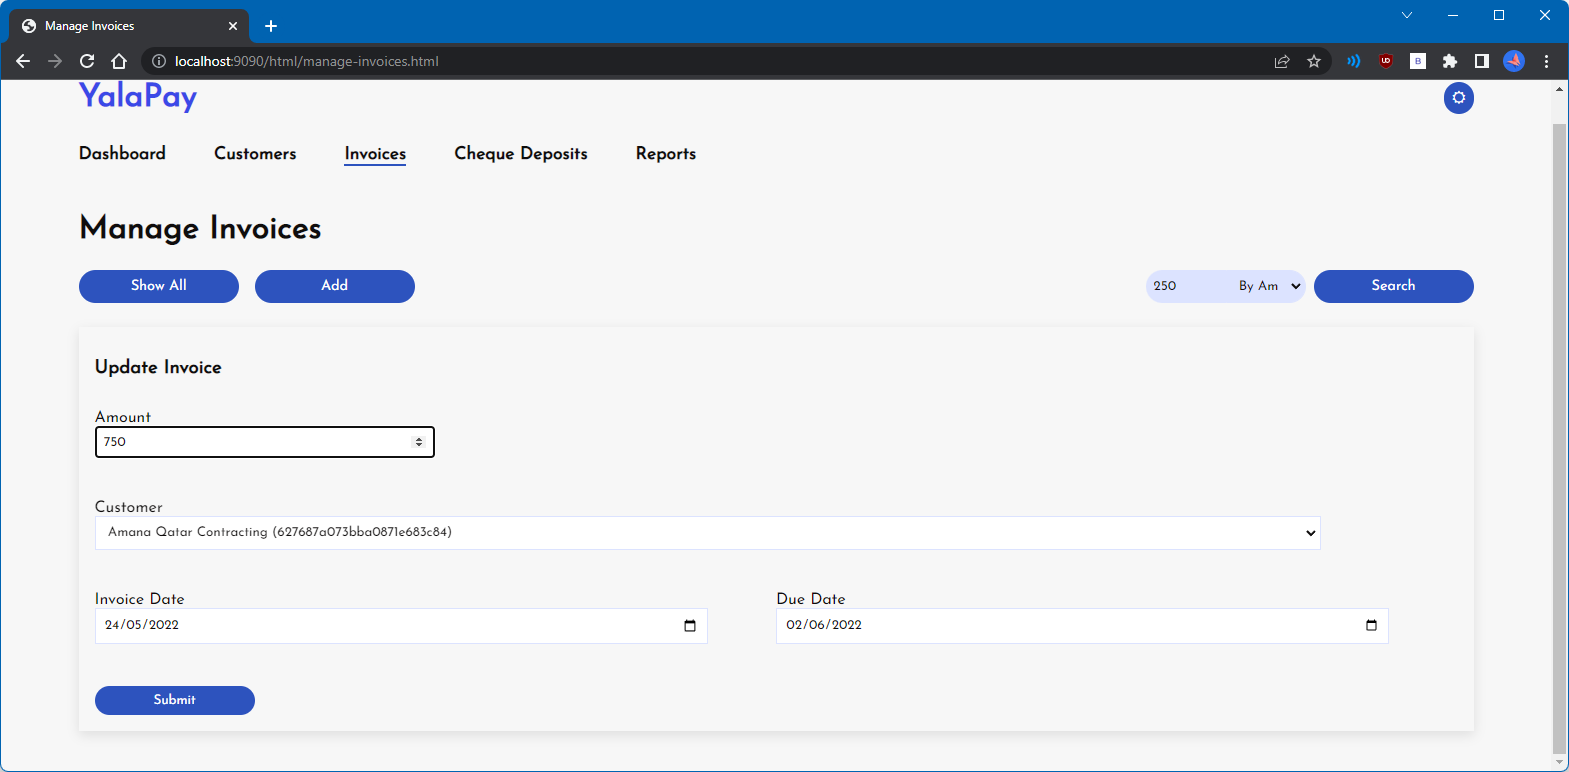 Manage Invoices
localhost:9090/html/manage-invoices.html
UD
B
YalaPay
Dashboard Customers Invoices Cheque Deposits Reports
Manage Invoices
Show All Add 250 By Am Search
Update Invoice
Amount
750
Customer
Amana Qatar Contracting (627687a073bba0871e683c84)
Invoice Date Due Date
24/05/2022 02/06/2022
Submit